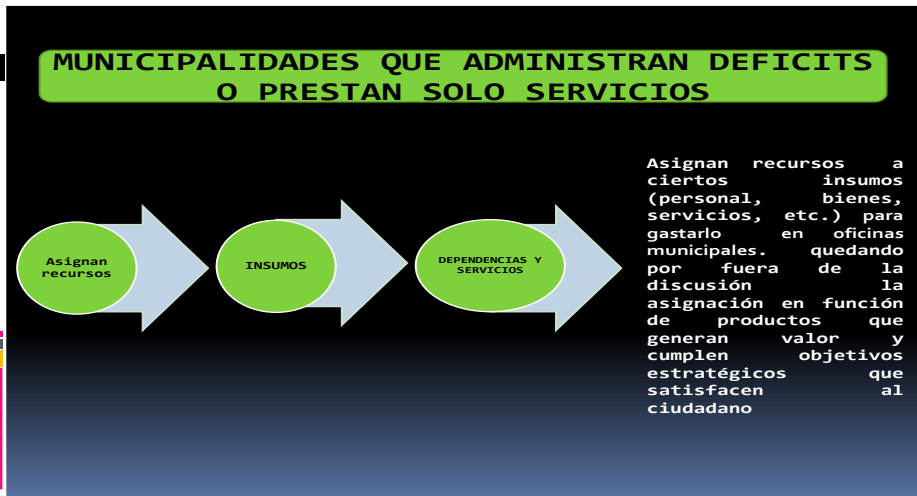 MUNICIPALIDADES QUE ADMINISTRAN DEFICITS
O PRESTAN SOLO SERVICIOS
Asignan
recursos
INSUMOS
DEPENDENCIAS Y
SERVICIOS
Asignan recursos a
ciertos insumos
(personal, bienes,
servicios, etc.) para
gastarlo en oficinas
municipales. quedando
por fuera de la
discusión la
asignación en función
de productos que
generan valor y
cumplen objetivos
estratégicos que
satisfacen al
ciudadano